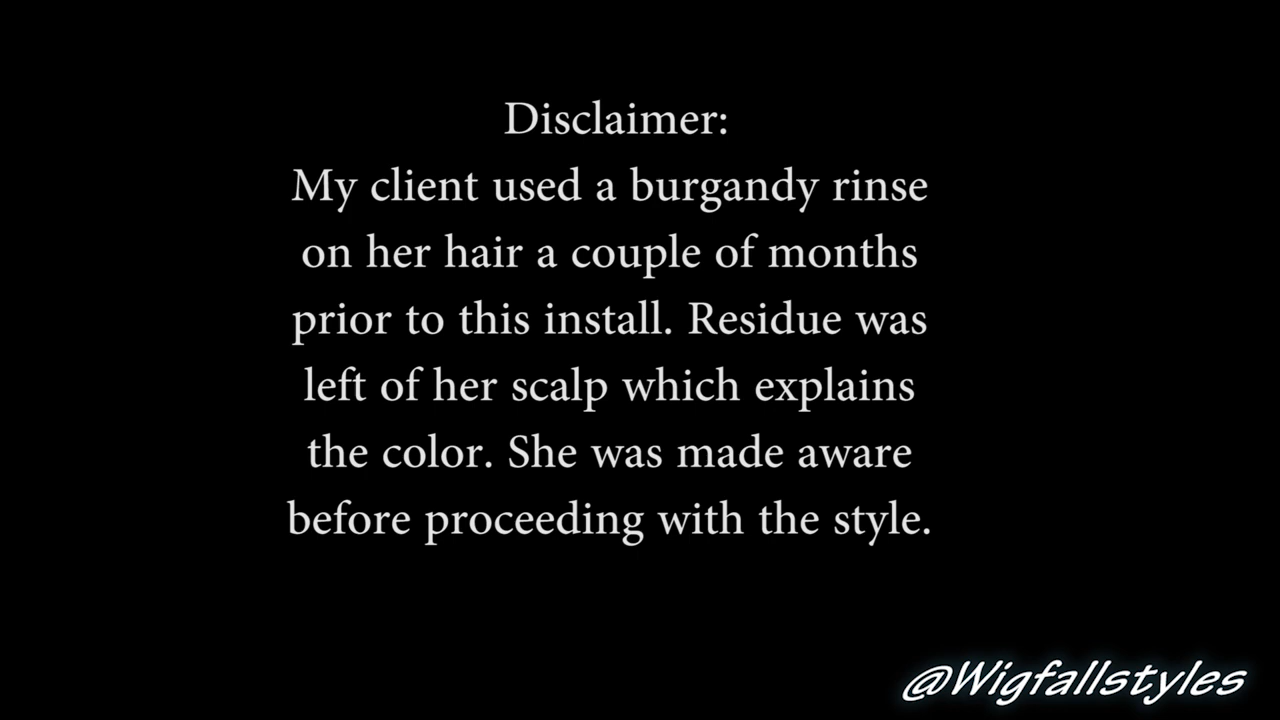 Disclaimer:
My client used a burgandy rinse
on her hair a couple of months
prior to this install. Residue was
left of her scalp which explains
the color. She was made aware
before proceeding with the style.
@Wigfallstyles